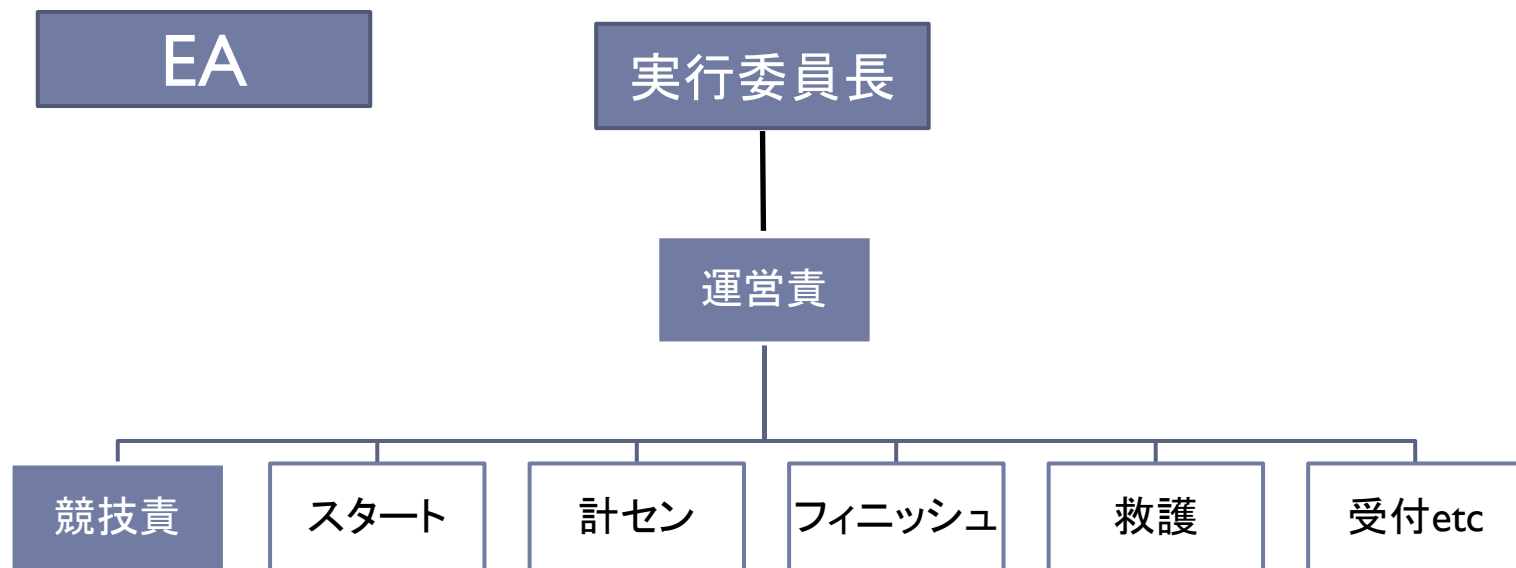 EA
実行委員長
運営責
競技責
スタート
計セン
フィニッシュ
救護
受付etc